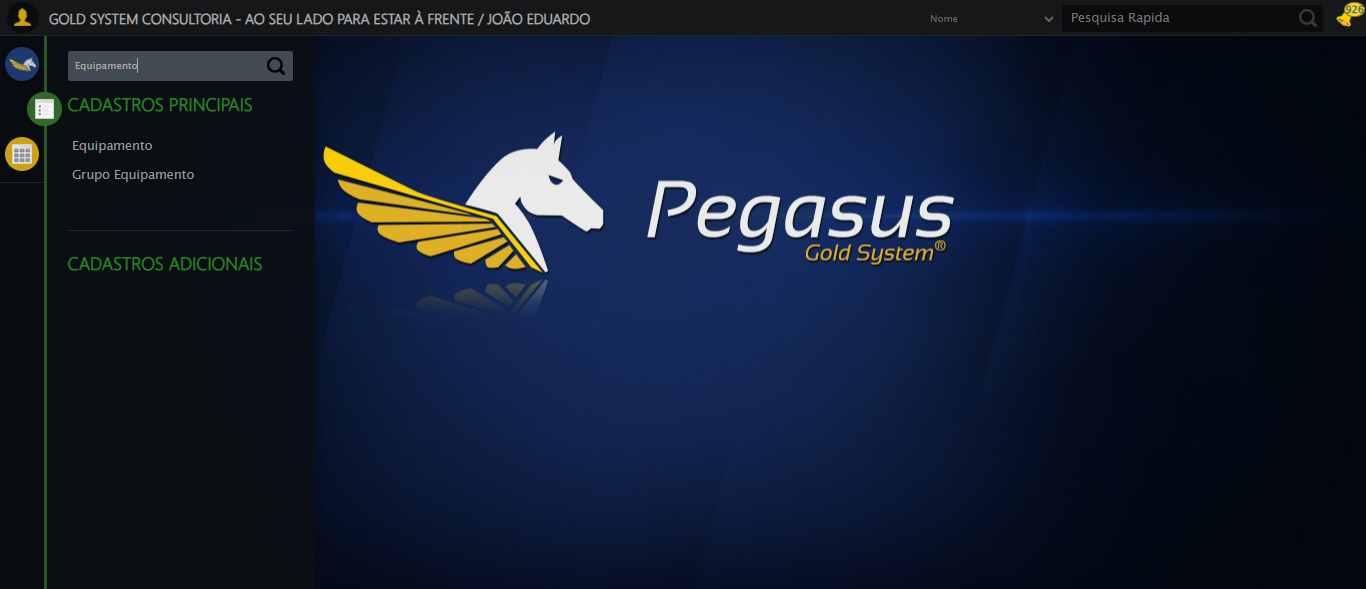 GOLD SYSTEM CONSULTORIA - AO SEU LADO PARA ESTAR À FRENTE / JOÃO EDUARDO
Nome
Pesquisa Rapida
926
Equipamento
CADASTROS PRINCIPAIS
Equipamento
Grupo Equipamento
CADASTROS ADICIONAIS
Pegasus
Gold System®